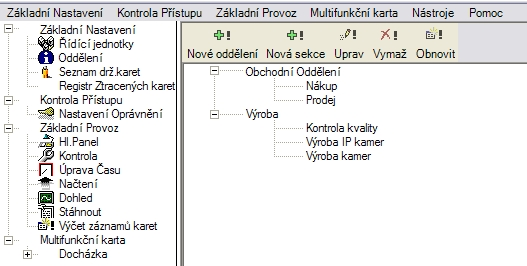 Základní Nastavení Kontrola Přístupu Základní Provoz Multifunkční karta Nástroje Pomoc
Základní Nastavení
Řídící jednotky
Oddělení
Seznam drž.karet
Registr Ztracených karet
Kontrola Přístupu
Nastavení Oprávnění
Základní Provoz
Hl.Panel
Kontrola
Úprava Času
Načtení
Dohled
Stáhnout
Výčet záznamů karet
Multifunkční karta
Docházka
Nové oddělení Nová sekce Uprav Vymaž Obnovit
Obchodní Oddělení
Nákup
Prodej
Výroba
Kontrola kvality
Výroba IP kamer
Výroba kamer